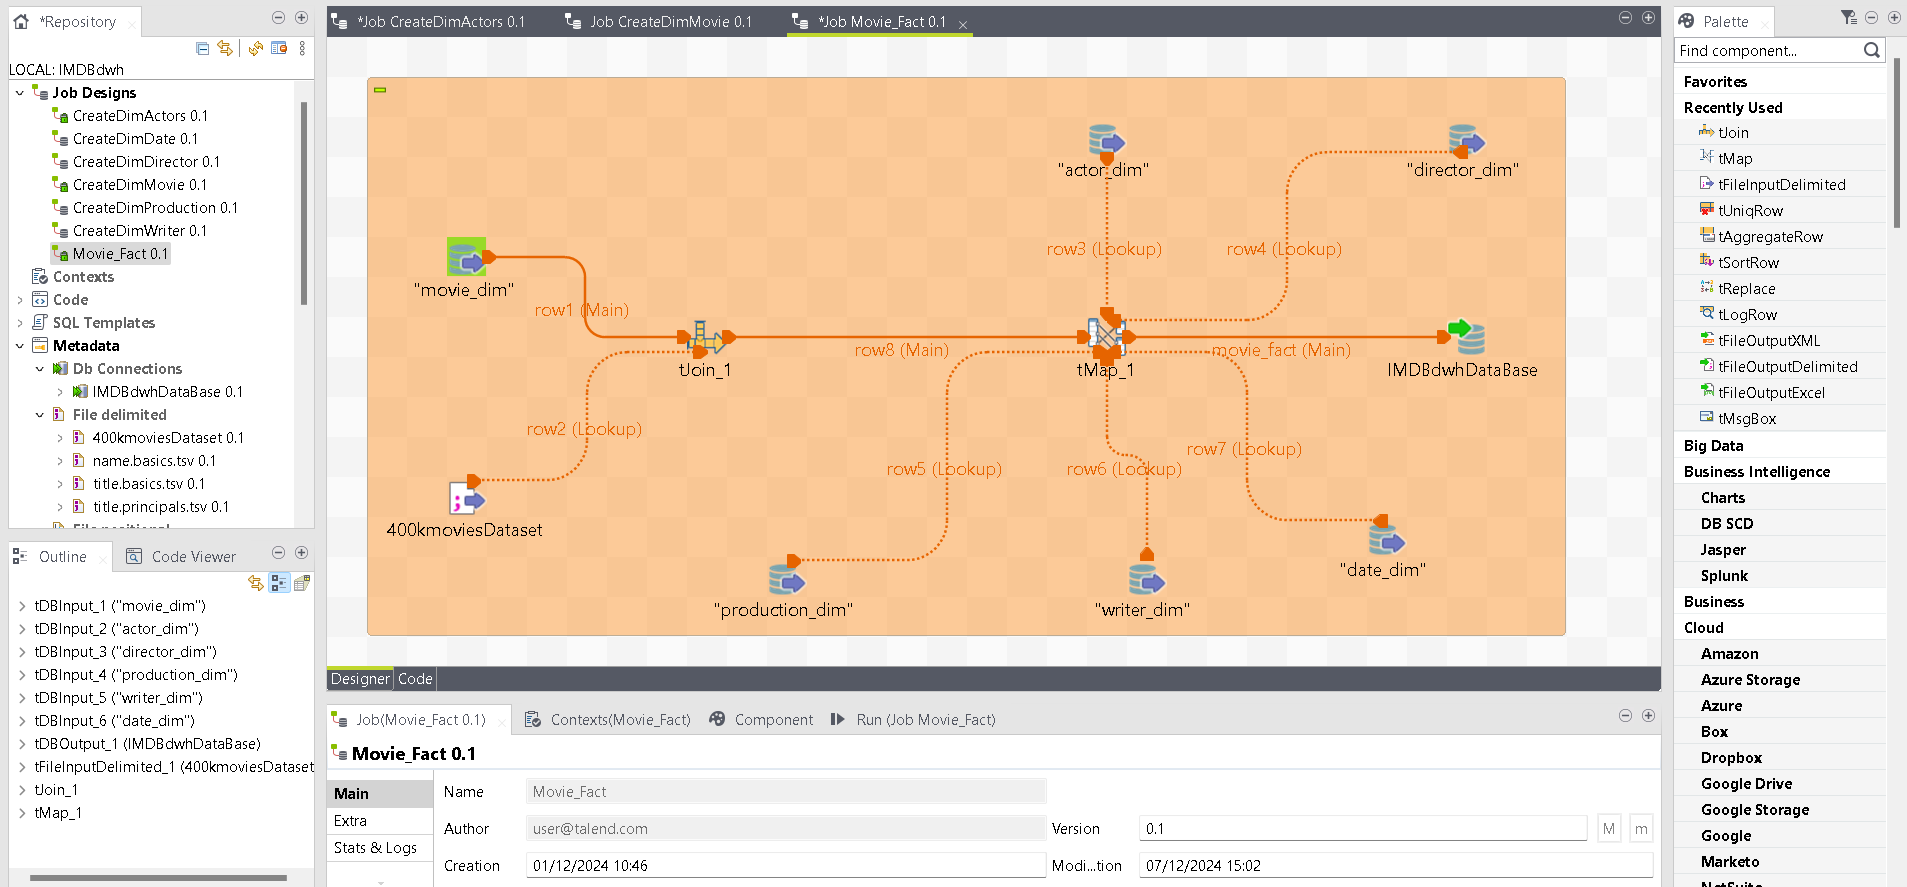 *Repository
LOCAL: IMDBdwh
Job Designs
CreateDimActors 0.1
CreateDimDate 0.1
CreateDimDirector 0.1
CreateDimMovie 0.1
CreateDimProduction 0.1
CreateDimWriter 0.1
Movie_Fact 0.1
Contexts
Code
SQL Templates
Metadata
Db Connections
IMDBdwhDataBase 0.1
File delimited
400kmoviesDataset 0.1
name.basics.tsv 0.1
title.basics.tsv 0.1
title.principals.tsv 0.1
File positional
Outline
Code Viewer
tDBInput_1 ("movie_dim")
tDBInput_2 ("actor_dim")
tDBInput_3 ("director_dim")
tDBInput_4 ("production_dim")
tDBInput_5 ("writer_dim")
tDBInput_6 ("date_dim")
tDBOutput_1 (IMDBdwhDataBase)
tFileInputDelimited_1 (400kmoviesDataset
tJoin_1
tMap_1
*Job CreateDimActors 0.1
Job CreateDimMovie 0.1
*Job Movie_Fact 0.1
"actor_dim"
"director_dim"
row3 (Lookup)
row4 (Lookup)
"movie_dim"
row1 (Main)
row8 (Main)
movie_fact (Main)
tJoin_1
tMap_1
IMDBdwhDataBase
row2 (Lookup)
row5 (Lookup)
row6 (Lookup)
row7 (Lookup)
400kmoviesDataset
"date_dim"
"production_dim"
"writer_dim"
Designer
Code
Job(Movie_Fact 0.1)
Contexts(Movie_Fact)
Component
Run (Job Movie_Fact)
Movie_Fact 0.1
Main
Extra
Stats & Logs
Name
Movie_Fact
Author
user@talend.com
Version
0.1
M
m
Creation
01/12/2024 10:46
Modi...tion
07/12/2024 15:02
Palette
Find component...
Favorites
Recently Used
tJoin
tMap
tFileInputDelimited
tUniqRow
tAggregateRow
tSortRow
tReplace
tLogRow
tFileOutputXML
tFileOutputDelimited
tFileOutputExcel
tMsgBox
Big Data
Business Intelligence
Charts
DB SCD
Jasper
Splunk
Business
Cloud
Amazon
Azure Storage
Azure
Box
Dropbox
Google Drive
Google Storage
Google
Marketo
NetSuite